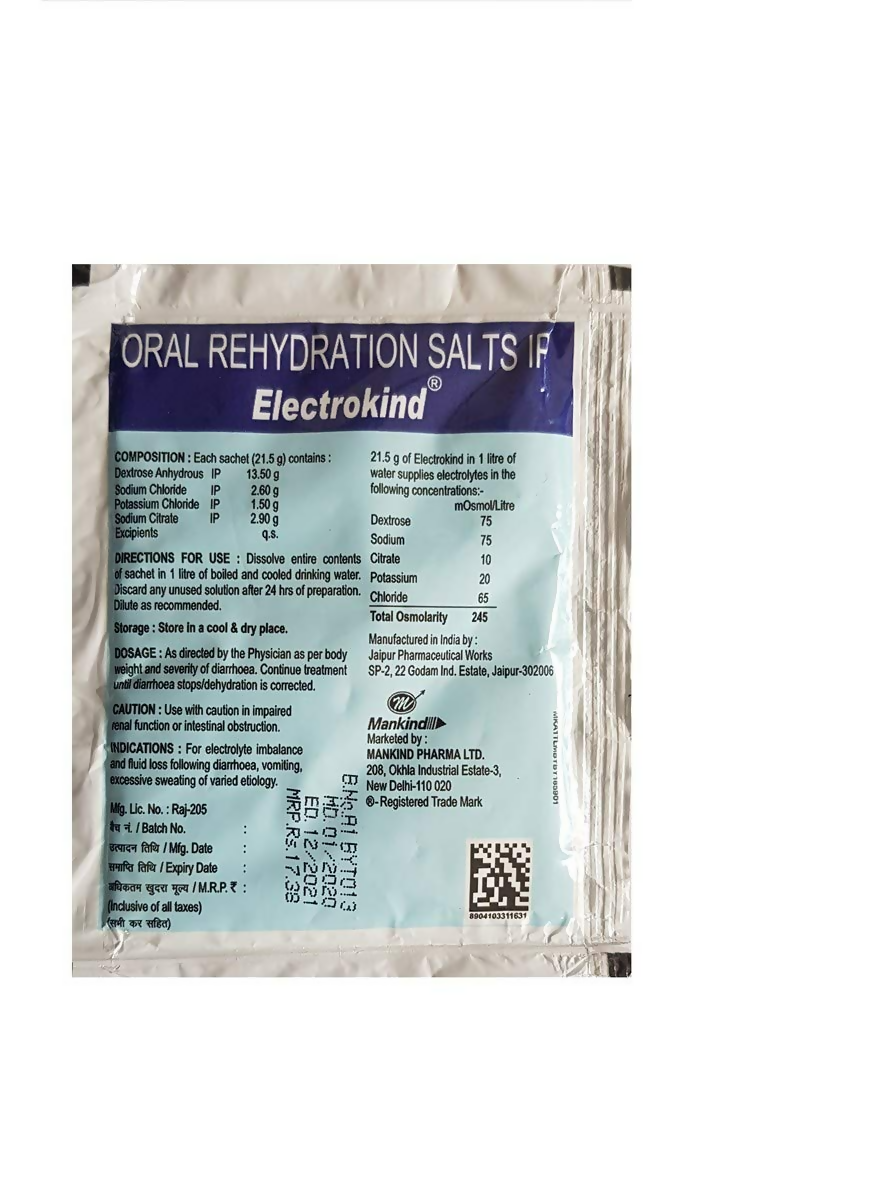 ORAL REHYDRATION SALTS IP
Electrokind®
COMPOSITION : Each sachet (21.5 g) contains :
Dextrose Anhydrous IP 13.50 g
Sodium Chloride IP 2.60 g
Potassium Chloride IP 1.50 g
Sodium Citrate IP 2.90 g
Excipients q.s.
DIRECTIONS FOR USE : Dissolve entire contents
of sachet in 1 litre of boiled and cooled drinking water.
Discard any unused solution after 24 hrs of preparation.
Dilute as recommended.
Storage : Store in a cool & dry place.
DOSAGE : As directed by the Physician as per body
weight and severity of diarrhoea. Continue treatment
until diarrhoea stops/dehydration is corrected.
CAUTION : Use with caution in impaired
renal function or intestinal obstruction.
INDICATIONS : For electrolyte imbalance
and fluid loss following diarrhoea, vomiting,
excessive sweating of varied etiology.
Mfg. Lic. No. : Raj-205
बैच नं. / Batch No. :
उत्पादन तिथि / Mfg. Date :
समाप्ति तिथि / Expiry Date :
अधिकतम खुदरा मूल्य / M.R.P. ₹ :
(Inclusive of all taxes)
(सभी कर सहित)
B.No.A1BYT013
MD.01/2020
ED.12/2021
MRP.Rs.17.38
21.5 g of Electrokind in 1 litre of
water supplies electrolytes in the
following concentrations:-
mOsmol/Litre
Dextrose 75
Sodium 75
Citrate 10
Potassium 20
Chloride 65
Total Osmolarity 245
Manufactured in India by :
Jaipur Pharmaceutical Works
SP-2, 22 Godam Ind. Estate, Jaipur-302006
Mankind
Marketed by :
MANKIND PHARMA LTD.
208, Okhla Industrial Estate-3,
New Delhi-110 020
®- Registered Trade Mark
8904103311631